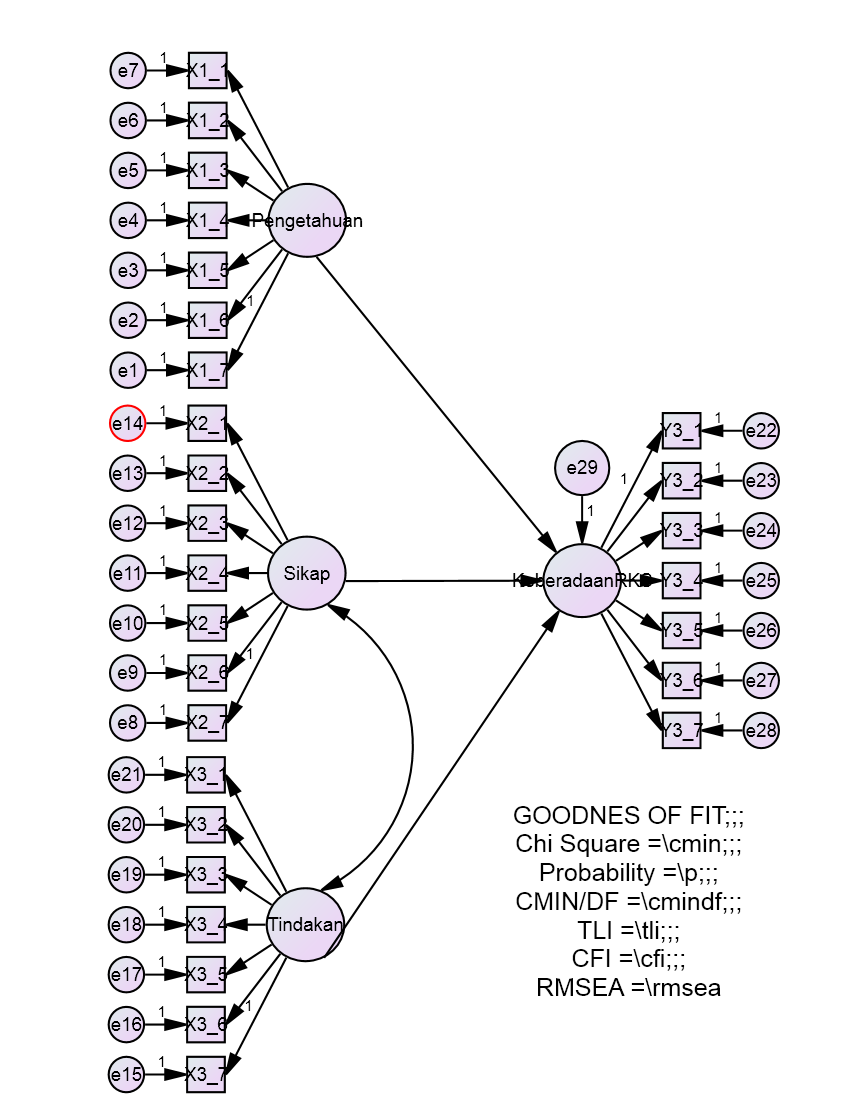 e7 1 X1_1
e6 1 X1_2
e5 1 X1_3
e4 1 X1_4 Pengetahuan
e3 1 X1_5
e2 1 X1_6 1
e1 1 X1_7
e14 1 X2_1
e13 1 X2_2
e12 1 X2_3
e11 1 X2_4 Sikap
e10 1 X2_5
e9 1 X2_6 1
e8 1 X2_7
e21 1 X3_1
e20 1 X3_2
e19 1 X3_3
e18 1 X3_4 Tindakan
e17 1 X3_5
e16 1 X3_6 1
e15 1 X3_7
e29
1
KeberadaanRKD
1 Y3_1 1 e22
Y3_2 1 e23
Y3_3 1 e24
Y3_4 1 e25
Y3_5 1 e26
Y3_6 1 e27
Y3_7 1 e28
GOODNES OF FIT;;;
Chi Square =\cmin;;;
Probability =\p;;;
CMIN/DF =\cmindf;;;
TLI =\tli;;;
CFI =\cfi;;;
RMSEA =\rmsea